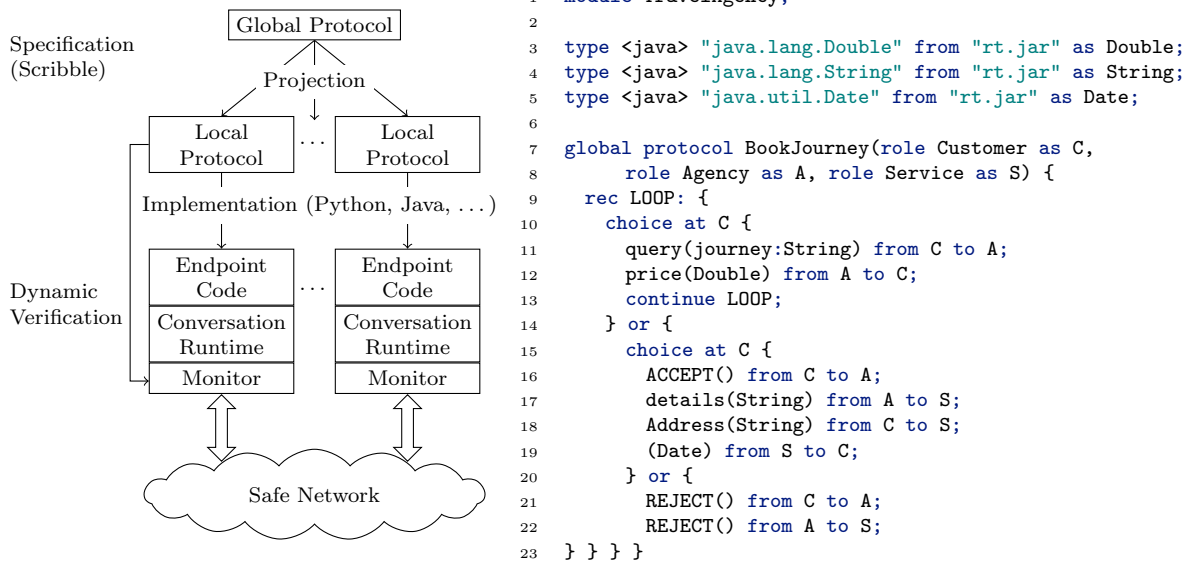 Global Protocol
Specification
(Scribble)
Projection
Local
Protocol
...
Local
Protocol
Implementation (Python, Java, ...)
Endpoint
Code
...
Endpoint
Code
Dynamic
Verification
Conversation
Runtime
Conversation
Runtime
Monitor
Monitor
Safe Network
2
3 type <java> "java.lang.Double" from "rt.jar" as Double;
4 type <java> "java.lang.String" from "rt.jar" as String;
5 type <java> "java.util.Date" from "rt.jar" as Date;
6
7 global protocol BookJourney(role Customer as C,
8 role Agency as A, role Service as S) {
9 rec LOOP: {
10 choice at C {
11 query(journey:String) from C to A;
12 price(Double) from A to C;
13 continue LOOP;
14 } or {
15 choice at C {
16 ACCEPT() from C to A;
17 details(String) from A to S;
18 Address(String) from C to S;
19 (Date) from S to C;
20 } or {
21 REJECT() from C to A;
22 REJECT() from A to S;
23 } } } }